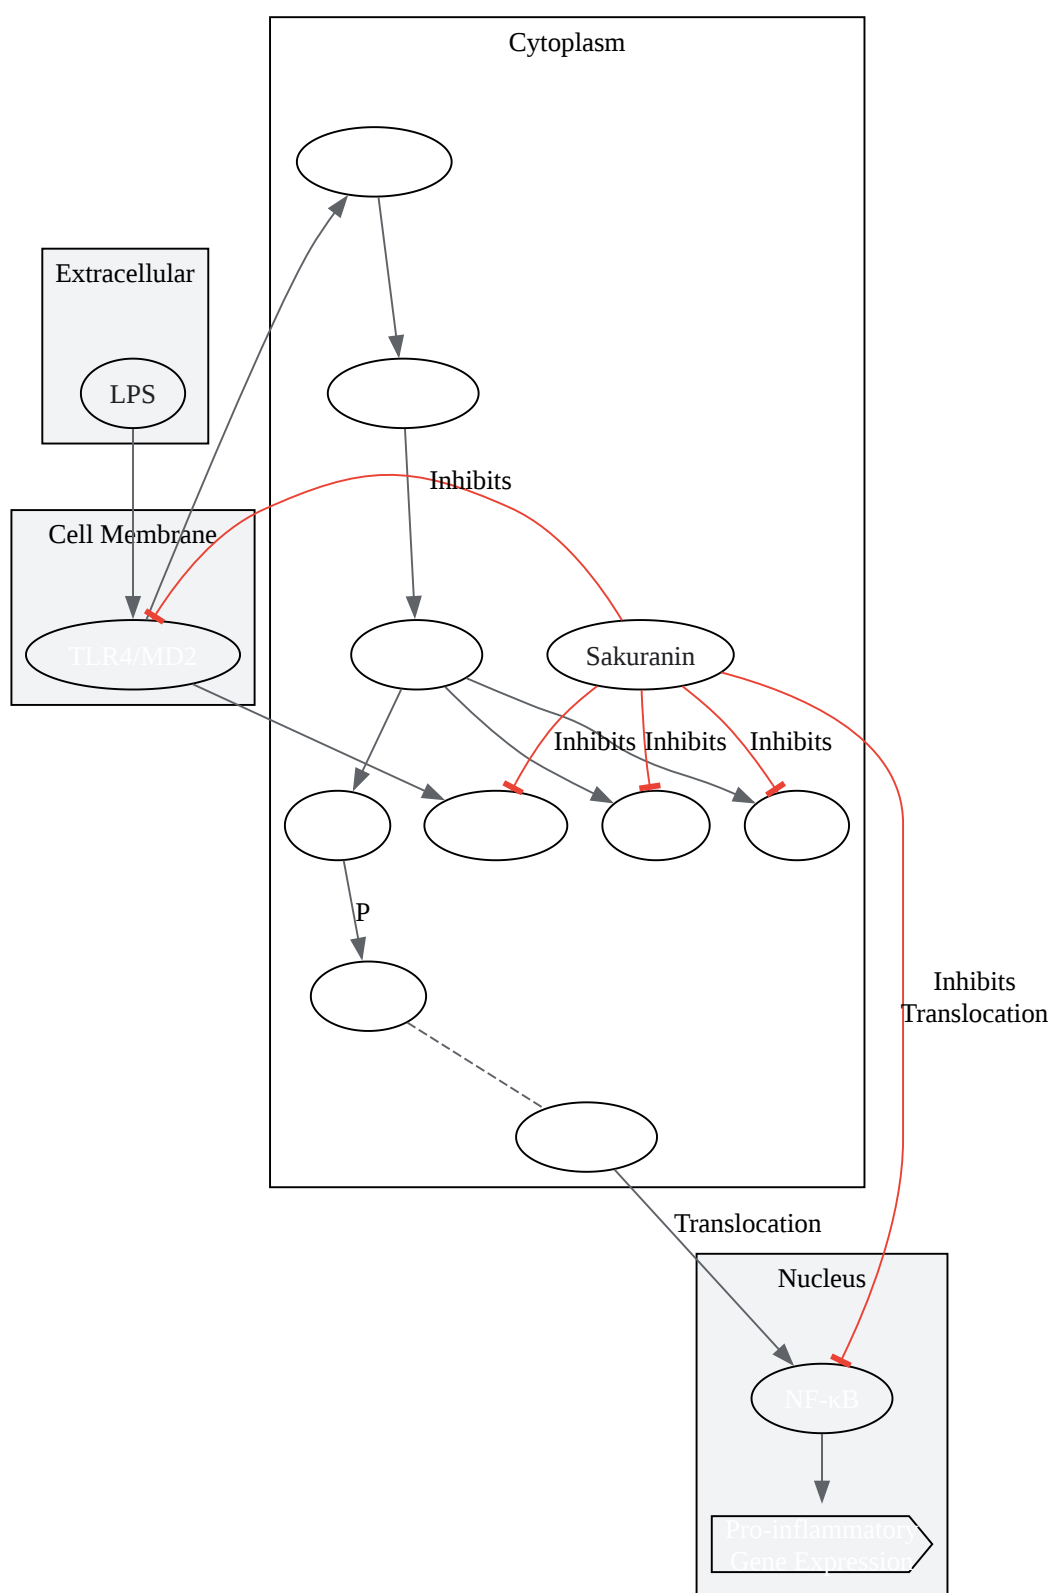 Cytoplasm
Extracellular
LPS
Inhibits
Cell Membrane
TLR4/MD2
Sakuranin
Inhibits
Inhibits
Inhibits
P
Inhibits
Translocation
Translocation
Nucleus
NF-κB
Pro-inflammatory
Gene Expression